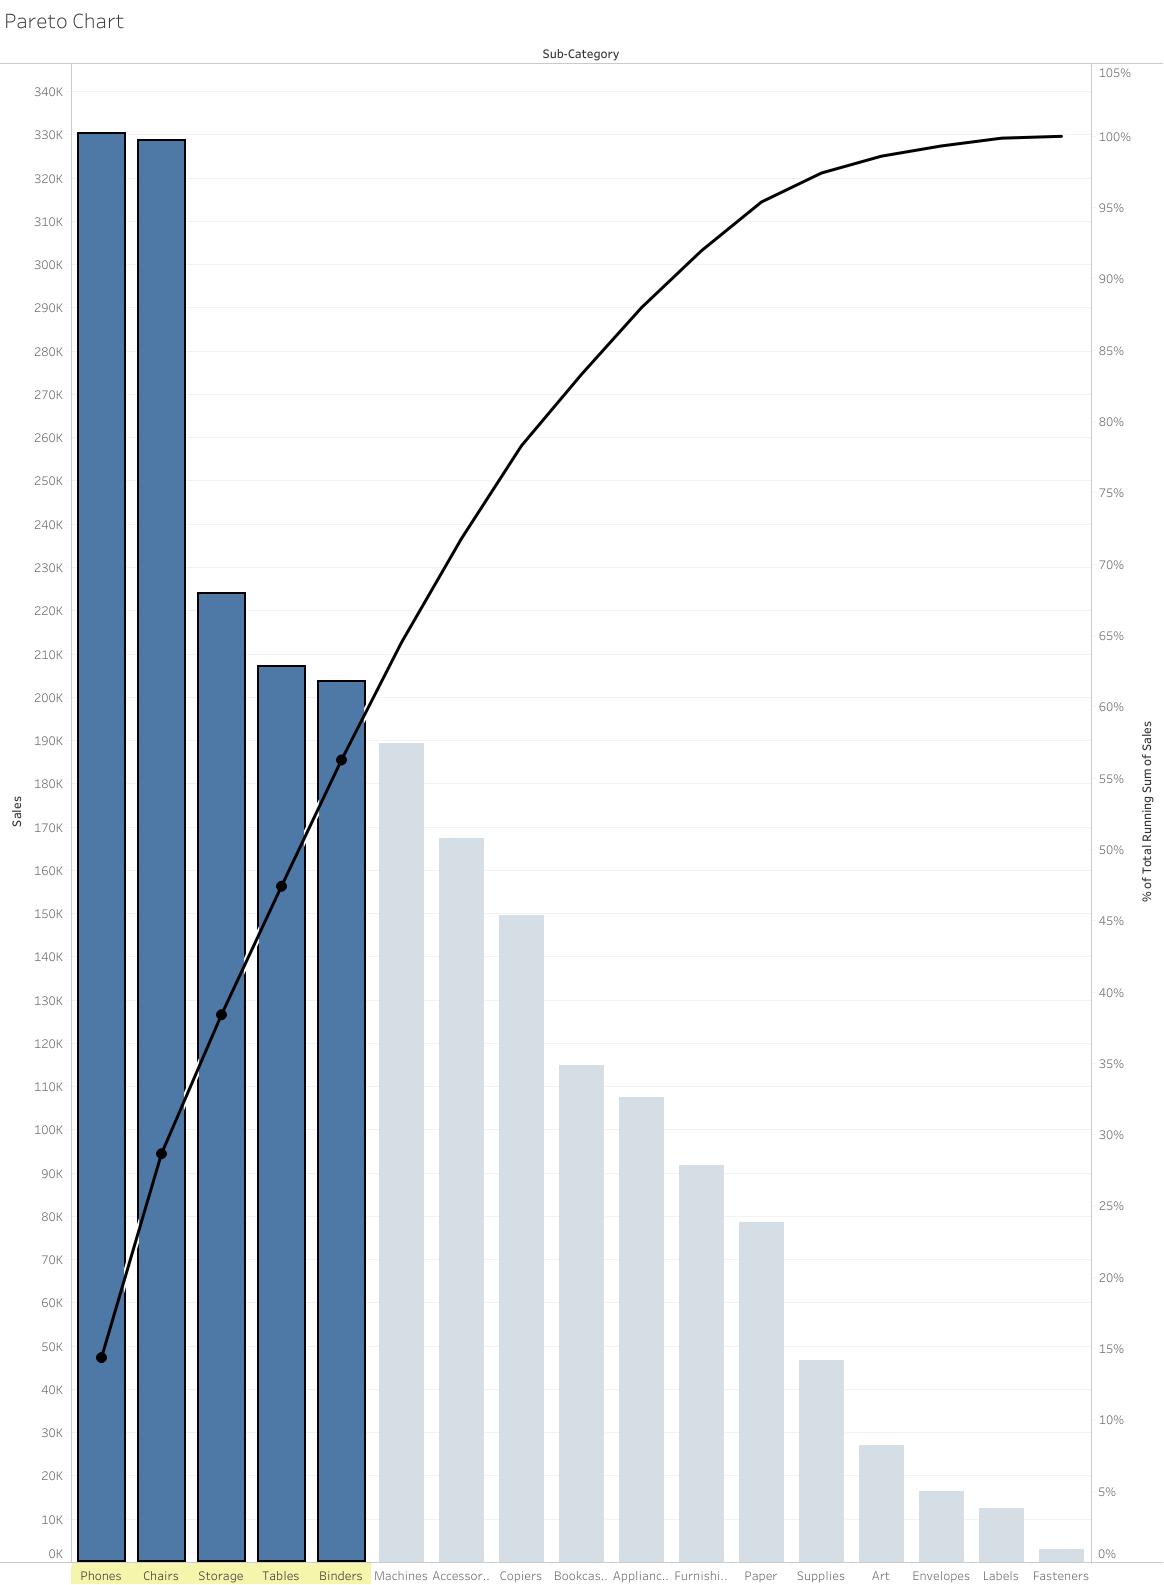 Pareto Chart
Sub-Category
340K
330K
320K
310K
300K
290K
280K
270K
260K
250K
240K
230K
220K
210K
200K
190K
180K
170K
160K
150K
140K
130K
120K
110K
100K
90K
80K
70K
60K
50K
40K
30K
20K
10K
0K
Sales
105%
100%
95%
90%
85%
80%
75%
70%
65%
60%
55%
50%
45%
40%
35%
30%
25%
20%
15%
10%
5%
0%
% of Total Running Sum of Sales
Phones Chairs Storage Tables Binders Machines Accessor.. Copiers Bookcas.. Applianc.. Furnishi.. Paper Supplies Art Envelopes Labels Fasteners